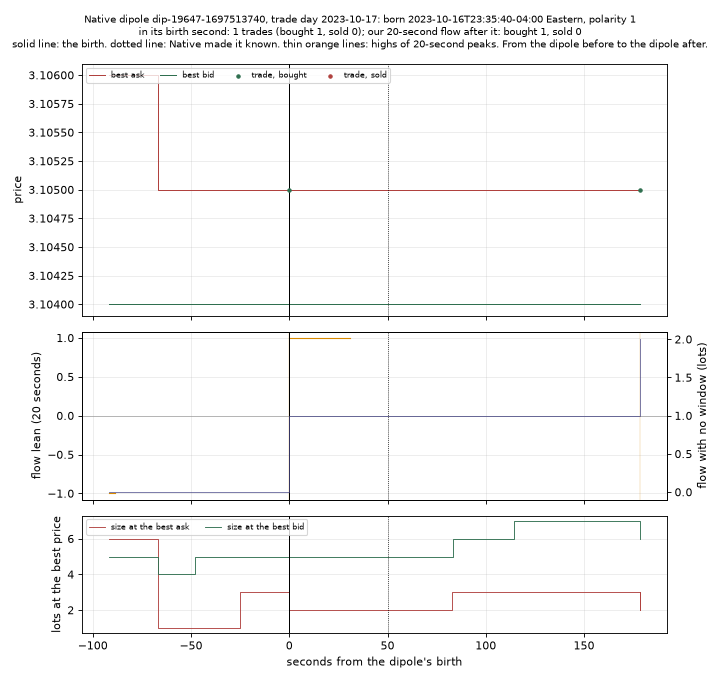 Native dipole dip-19647-1697513740, trade day 2023-10-17: born 2023-10-16T23:35:40-04:00 Eastern, polarity 1
in its birth second: 1 trades (bought 1, sold 0); our 20-second flow after it: bought 1, sold 0
solid line: the birth. dotted line: Native made it known. thin orange lines: highs of 20-second peaks. From the dipole before to the dipole after.
best ask best bid trade, bought trade, sold
3.10600
3.10575
3.10550
3.10525
3.10500
3.10475
3.10450
3.10425
3.10400
price
1.0
0.5
0.0
−0.5
−1.0
flow lean (20 seconds)
2.0
1.5
1.0
0.5
0.0
flow with no window (lots)
size at the best ask size at the best bid
6
4
2
lots at the best price
−100 −50 0 50 100 150
seconds from the dipole's birth